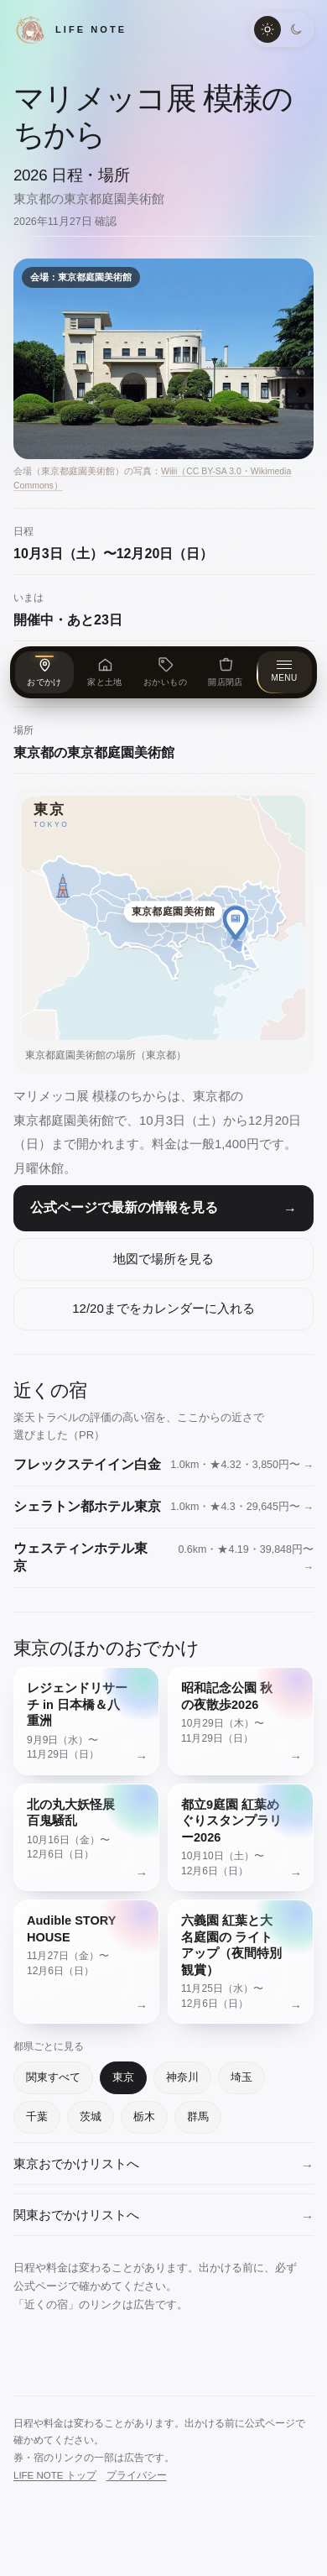 LIFE NOTE
マリメッコ展 模様の
ちから
2026 日程・場所
東京都の東京都庭園美術館
2026年11月27日 確認
会場：東京都庭園美術館
会場（東京都庭園美術館）の写真：Wiiii（CC BY-SA 3.0・Wikimedia
Commons）
日程
10月3日（土）〜12月20日（日）
いまは
開催中・あと23日
おでかけ
家と土地
おかいもの
開店閉店
MENU
場所
東京都の東京都庭園美術館
東京
TOKYO
東京都庭園美術館
東京都庭園美術館の場所（東京都）
マリメッコ展 模様のちからは、東京都の
東京都庭園美術館で、10月3日（土）から12月20日
（日）まで開かれます。料金は一般1,400円です。
月曜休館。
公式ページで最新の情報を見る →
地図で場所を見る
12/20までをカレンダーに入れる
近くの宿
楽天トラベルの評価の高い宿を、ここからの近さで
選びました（PR）
フレックステイイン白金 1.0km・★4.32・3,850円〜 →
シェラトン都ホテル東京 1.0km・★4.3・29,645円〜 →
ウェスティンホテル東
京
0.6km・★4.19・39,848円〜
→
東京のほかのおでかけ
レジェンドリサーー
チ in 日本橋＆八
重洲
9月9日（水）〜
11月29日（日） →
昭和記念公園 秋
の夜散歩2026
10月29日（木）〜
11月29日（日）
→
北の丸大妖怪展
百鬼騒乱
10月16日（金）〜
12月6日（日）
→
都立9庭園 紅葉め
ぐりスタンプラリ
ー2026
10月10日（土）〜
12月6日（日） →
Audible STORY
HOUSE
11月27日（金）〜
12月6日（日）
→
六義園 紅葉と大
名庭園の ライト
アップ（夜間特別
観賞）
11月25日（水）〜
12月6日（日） →
都県ごとに見る
関東すべて
東京
神奈川
埼玉
千葉
茨城
栃木
群馬
東京おでかけリストへ →
関東おでかけリストへ →
日程や料金は変わることがあります。出かける前に、必ず
公式ページで確かめてください。
「近くの宿」のリンクは広告です。
日程や料金は変わることがあります。出かける前に公式ページで
確かめてください。
券・宿のリンクの一部は広告です。
LIFE NOTE トップ プライバシー